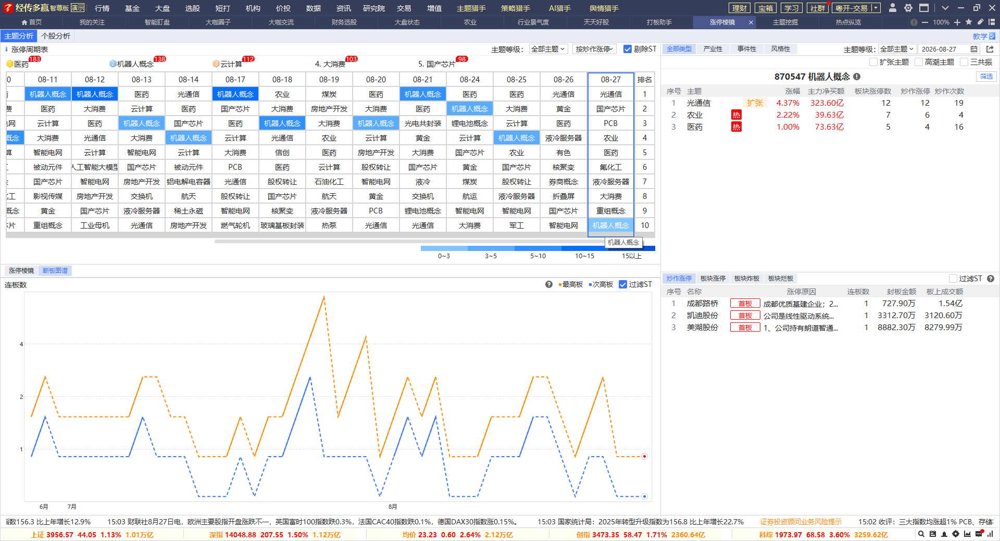 经传多赢 智尊版 演示 行情 基金 大盘 选股 短打 机构 价投 数据 资讯 研究院 交易 增值 主题猎手 策略猎手 AI猎手 舆情猎手 理财 宝箱 学习 社群 粤开-交易
首页 我的关注 智能盯盘 大咖圈子 大咖交流 财务选股 大盘状态 农业 行业景气度 天天好股 打板助手 涨停棱镜 主题挖掘 热点纵览 100%
主题分析 个股分析 教学
涨停周期表 主题等级: 全部主题 按炒作涨停 剔除ST
1 医药 183 2 机器人概念 138 3 云计算 112 4. 大消费 103 5. 国产芯片 98
0 08-11 08-12 08-13 08-14 08-17 08-18 08-19 08-20 08-21 08-24 08-25 08-26 08-27 排名
机器人概念 机器人概念 医药 光通信 机器人概念 农业 煤炭 医药 机器人概念 医药 医药 光通信 光通信 1
费 医药 大消费 云计算 医药 国产芯片 大消费 房地产开发 大消费 医药 机器人概念 大消费 黄金 国产芯片 2
网 云计算 医药 机器人概念 国产芯片 医药 机器人概念 大消费 机器人概念 光电共封装 锂电池概念 云计算 医药 PCB 3
概念 大消费 光通信 大消费 机器人概念 云计算 光通信 农业 云计算 黄金 云计算 机器人概念 液冷服务器 农业 4
算 智能电网 云计算 智能电网 云计算 大消费 信创 医药 房地产开发 大消费 国产芯片 农业 有色 医药 5
被动元件 人工智能大模型 国产芯片 被动元件 PCB 医药 云计算 股权转让 国产芯片 黄金 国产芯片 核聚变 氟化工 6
国产芯片 智能电网 房地产开发 铝电解电容器 光通信 股权转让 石油化工 智能电网 液冷 煤炭 股权转让 券商概念 液冷服务器 7
工 影视传媒 房地产开发 交换机 航天 股权转让 国产芯片 航天 黄金 交换机 航运 液冷服务器 折叠屏 大消费 8
概念 黄金 国产芯片 液冷服务器 稀土永磁 智能电网 核聚变 液冷服务器 PCB 锂电池概念 智能电网 智能电网 国产芯片 重组概念 9
片 重组概念 工业母机 光通信 房地产开发 燃气轮机 玻璃基板封装 热泵 光通信 光通信 大消费 军工 智能电网 机器人概念 10
机器人概念
0~3 3~5 5~10 10~15 15以上
涨停棱镜 断板图谱
连板数 最高板 次高板 过滤ST
4
2
1
6月 7月 8月
全部类型 产业性 事件性 风格性 主题等级: 全部主题 2026-08-27
扩张主题 高潮主题 三共振
870547 机器人概念 筛选
序号 主题 涨幅 主力净买额 板块涨停数 炒作涨停 炒作次数
1 光通信 扩张 4.37% 323.60亿 12 12 19
2 农业 热 2.22% 39.63亿 7 6 4
3 医药 热 1.00% 73.63亿 5 4 16
炒作涨停 板块涨停 板块炸板 板块烂板 过滤ST
序号 名称 涨停原因 连板数 封板金额 板上成交额
1 成都路桥 首板 成都优质基建企业；2... 1 727.90万 1.54亿
2 凯迪股份 首板 公司是线性驱动系统... 1 3312.70万 3120.60万
3 美湖股份 首板 1、公司持有朗道智通... 1 8882.30万 8279.99万
指数156.3 比上年增长12.9% 15:03 财联社8月27日电，欧洲主要股指开盘涨跌不一，英国富时100指数跌0.3%，法国CAC40指数跌0.1%，德国DAX30指数涨0.15%。 15:03 国家统计局：2025年转型升级指数为156.8 比上年增长22.7% 证券投资顾问业务风险提示 15:02 收评：三大指数均涨超1% PCB、存储
上证 3956.57 44.05 1.13% 1.01万亿 深指 14048.88 207.55 1.50% 1.12万亿 均价 23.23 0.60 2.64% 2.12万亿 创指 3473.35 58.47 1.71% 2360.64亿 科综 1973.97 68.58 3.60% 3259.62亿